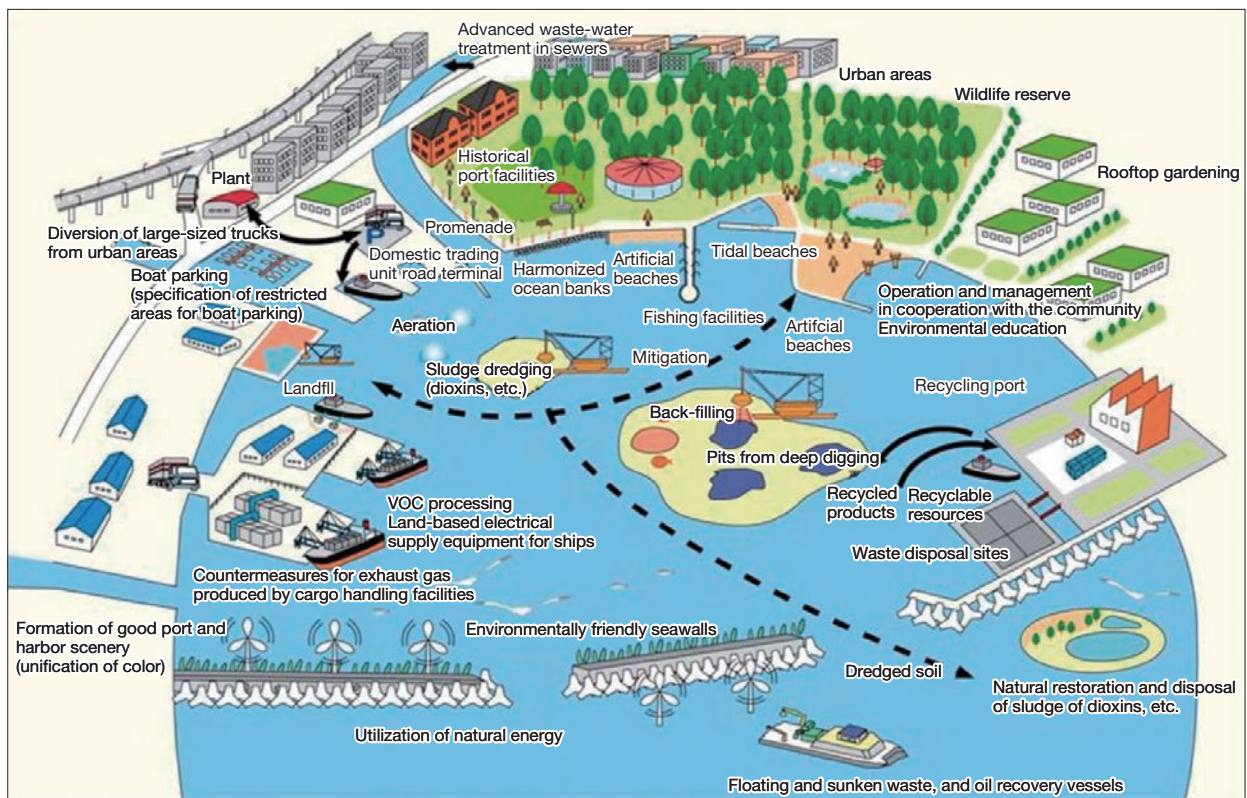 Advanced waste-water
treatment in sewers
Urban areas
Wildlife reserve
Rooftop gardening
Historical
port facilities
Plant
Diversion of large-sized trucks
from urban areas
P
Promenade
Domestic trading
unit road terminal
Harmonized
ocean banks
Artificial
beaches
Tidal beaches
Boat parking
(specification of restricted
areas for boat parking)
Operation and management
in cooperation with the community
Environmental education
Aeration
Fishing facilities
Artifcial
beaches
Mitigation
Sludge dredging
(dioxins, etc.)
Landfll
Recycling port
Back-filling
Pits from deep digging
Recycled
products
Recyclable
resources
VOC processing
Land-based electrical
supply equipment for ships
Waste disposal sites
Countermeasures for exhaust gas
produced by cargo handling facilities
Formation of good port and
harbor scenery
(unification of color)
Environmentally friendly seawalls
Dredged soil
Natural restoration and disposal
of sludge of dioxins, etc.
Utilization of natural energy
Floating and sunken waste, and oil recovery vessels